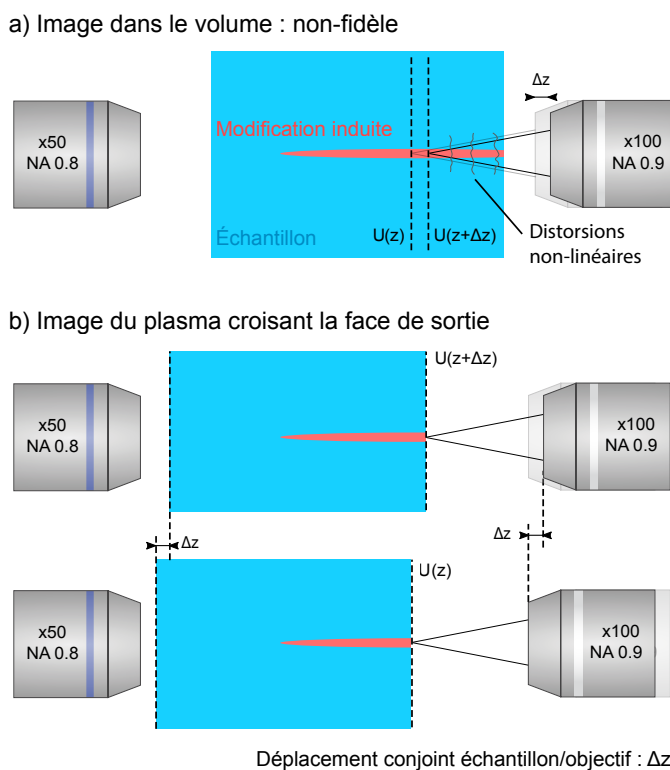 a) Image dans le volume : non-fidèle
Δz
x50
NA 0.8
Modification induite
x100
NA 0.9
Échantillon
U(z)
U(z+Δz)
Distorsions
non-linéaires
b) Image du plasma croisant la face de sortie
U(z+Δz)
x50
NA 0.8
x100
NA 0.9
Δz
Δz
U(z)
x50
NA 0.8
x100
NA 0.9
Déplacement conjoint échantillon/objectif : Δz